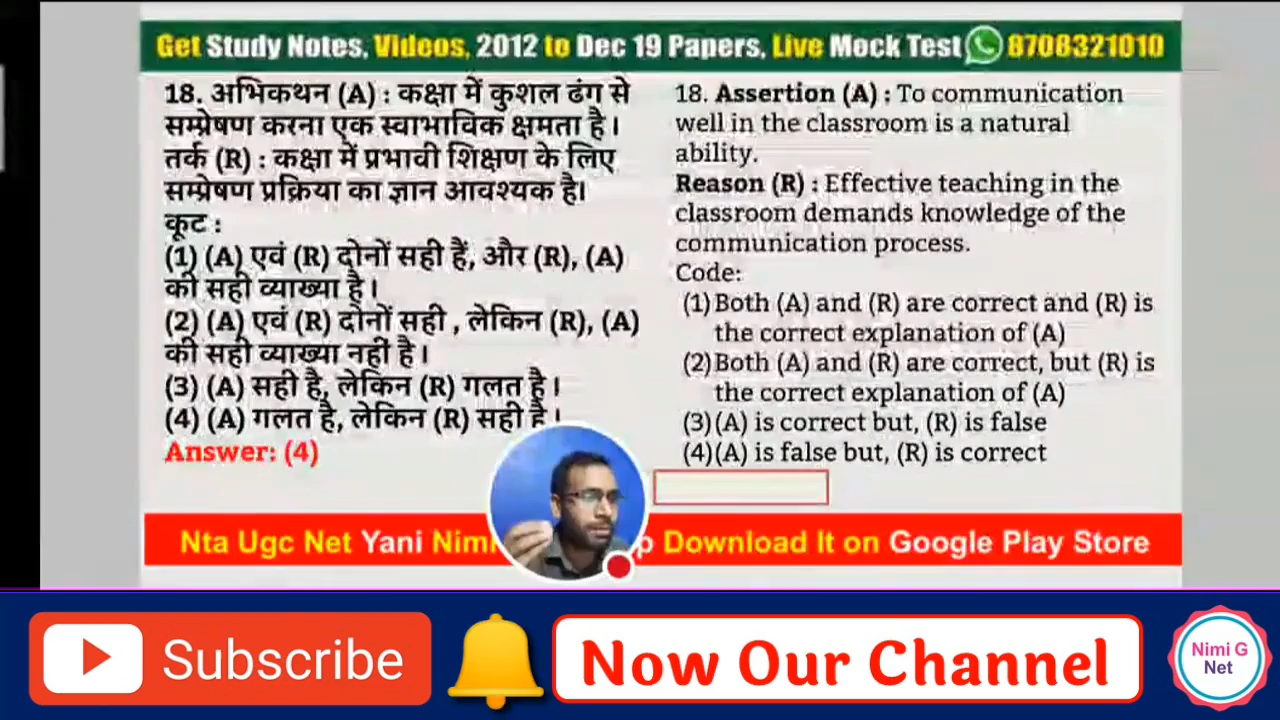 Get Study Notes, Videos, 2012 to Dec 19 Papers, Live Mock Test 8708321010
18. अभिकथन (A) : कक्षा में कुशल ढंग से
सम्प्रेषण करना एक स्वाभाविक क्षमता है।
तर्क (R) : कक्षा में प्रभावी शिक्षण के लिए
सम्प्रेषण प्रक्रिया का ज्ञान आवश्यक है।
कूट :
(1) (A) एवं (R) दोनों सही हैं, और (R), (A)
की सही व्याख्या है।
(2) (A) एवं (R) दोनों सही , लेकिन (R), (A)
की सही व्याख्या नहीं है।
(3) (A) सही है, लेकिन (R) गलत है।
(4) (A) गलत है, लेकिन (R) सही है।
Answer: (4)
18. Assertion (A) : To communication
well in the classroom is a natural
ability.
Reason (R) : Effective teaching in the
classroom demands knowledge of the
communication process.
Code:
(1) Both (A) and (R) are correct and (R) is
the correct explanation of (A)
(2) Both (A) and (R) are correct, but (R) is
the correct explanation of (A)
(3) (A) is correct but, (R) is false
(4) (A) is false but, (R) is correct
Nta Ugc Net Yani Nim p Download It on Google Play Store
Subscribe
Now Our Channel
Nimi G
Net